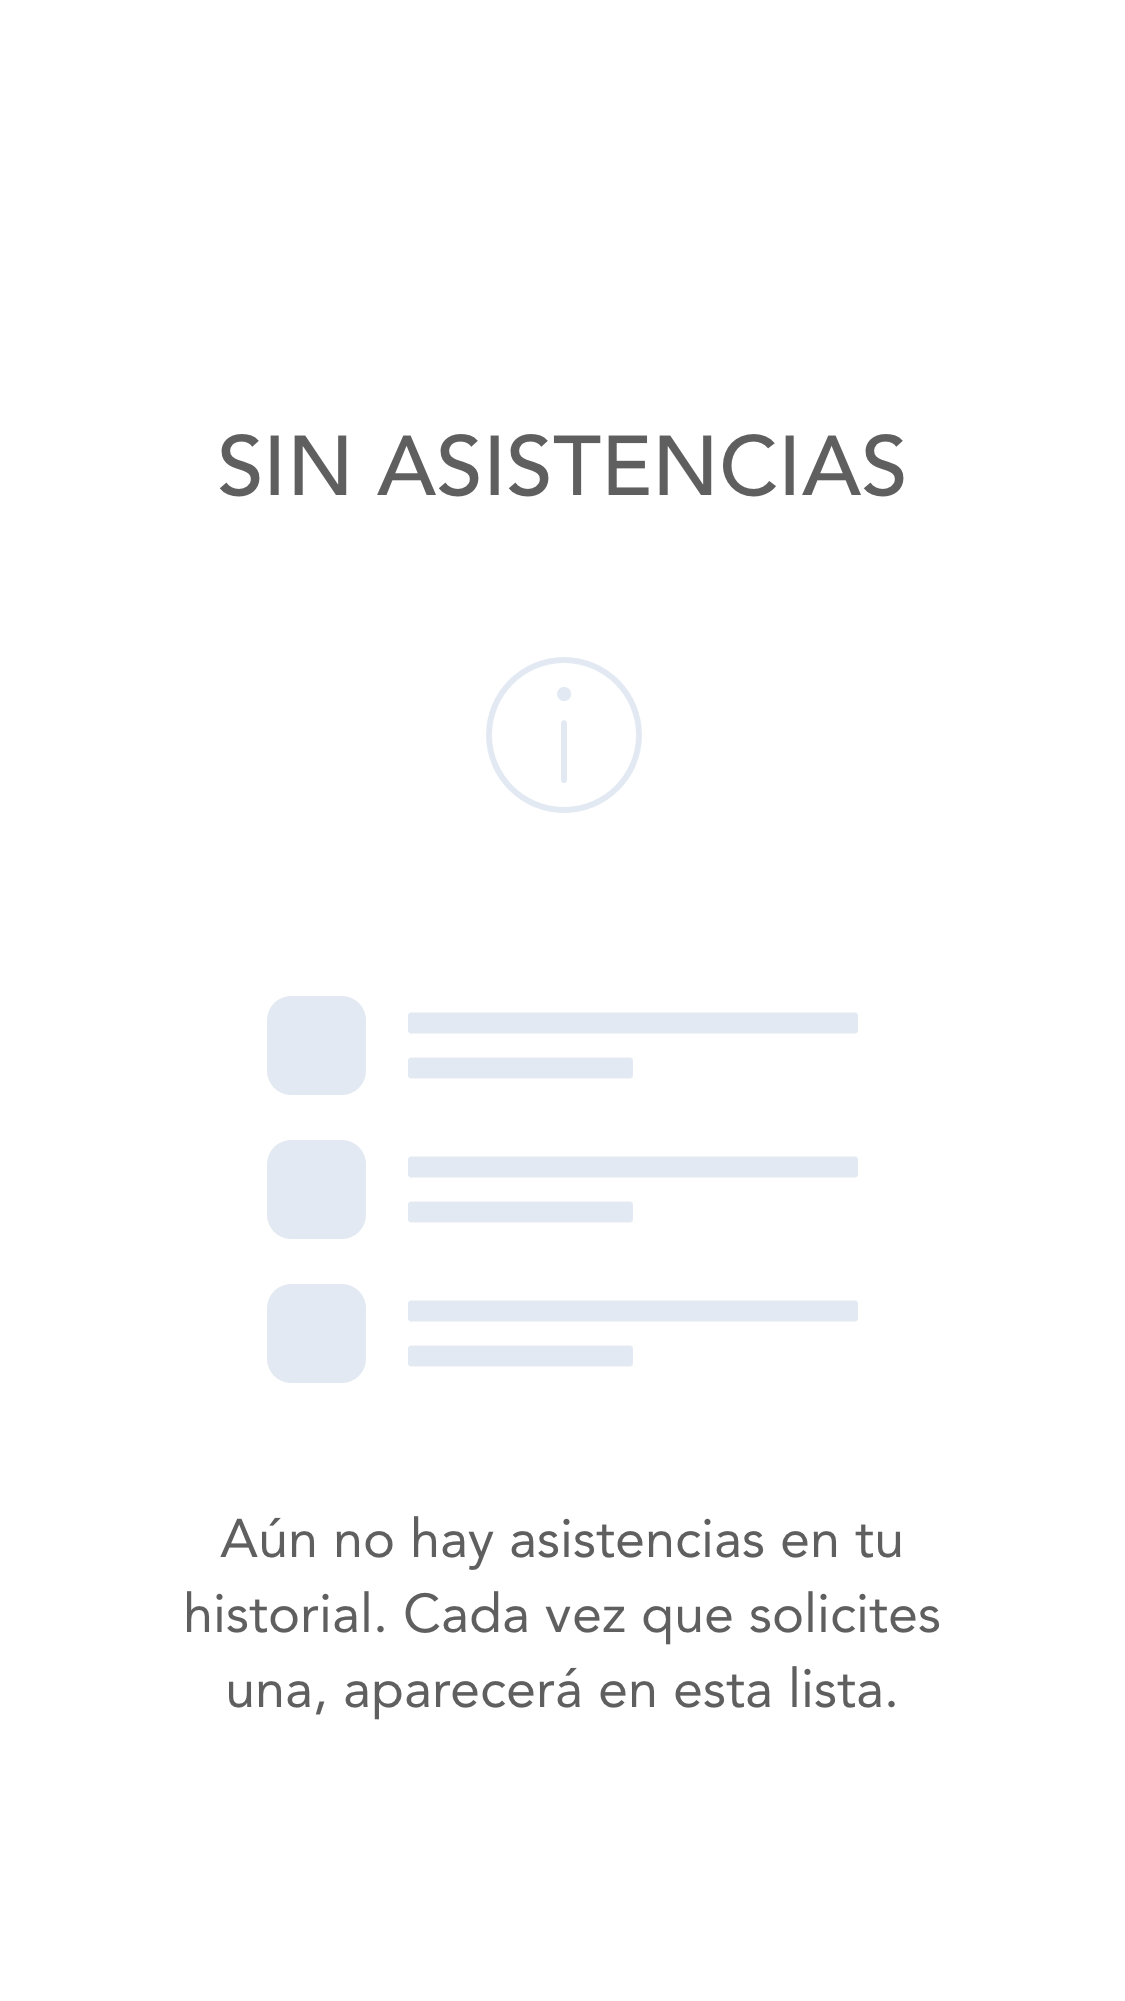 SIN ASISTENCIAS
Aún no hay asistencias en tu
historial. Cada vez que solicites
una, aparecerá en esta lista.